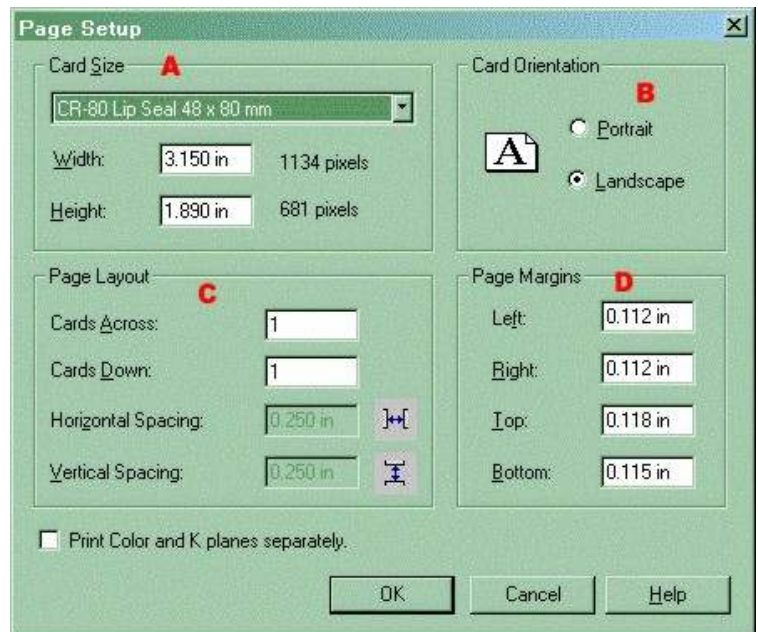 Page Setup
Card Size A
CR-80 Lip Seal 48 x 80 mm
Width: 3.150 in 1134 pixels
Height: 1.890 in 681 pixels
Card Orientation
B
A
Portrait
Landscape
Page Layout
C
Cards Across: 1
Cards Down: 1
Horizontal Spacing: 0.250 in
Vertical Spacing: 0.250 in
Page Margins D
Left: 0.112 in
Right: 0.112 in
Top: 0.118 in
Bottom: 0.115 in
Print Color and K planes separately.
OK Cancel Help